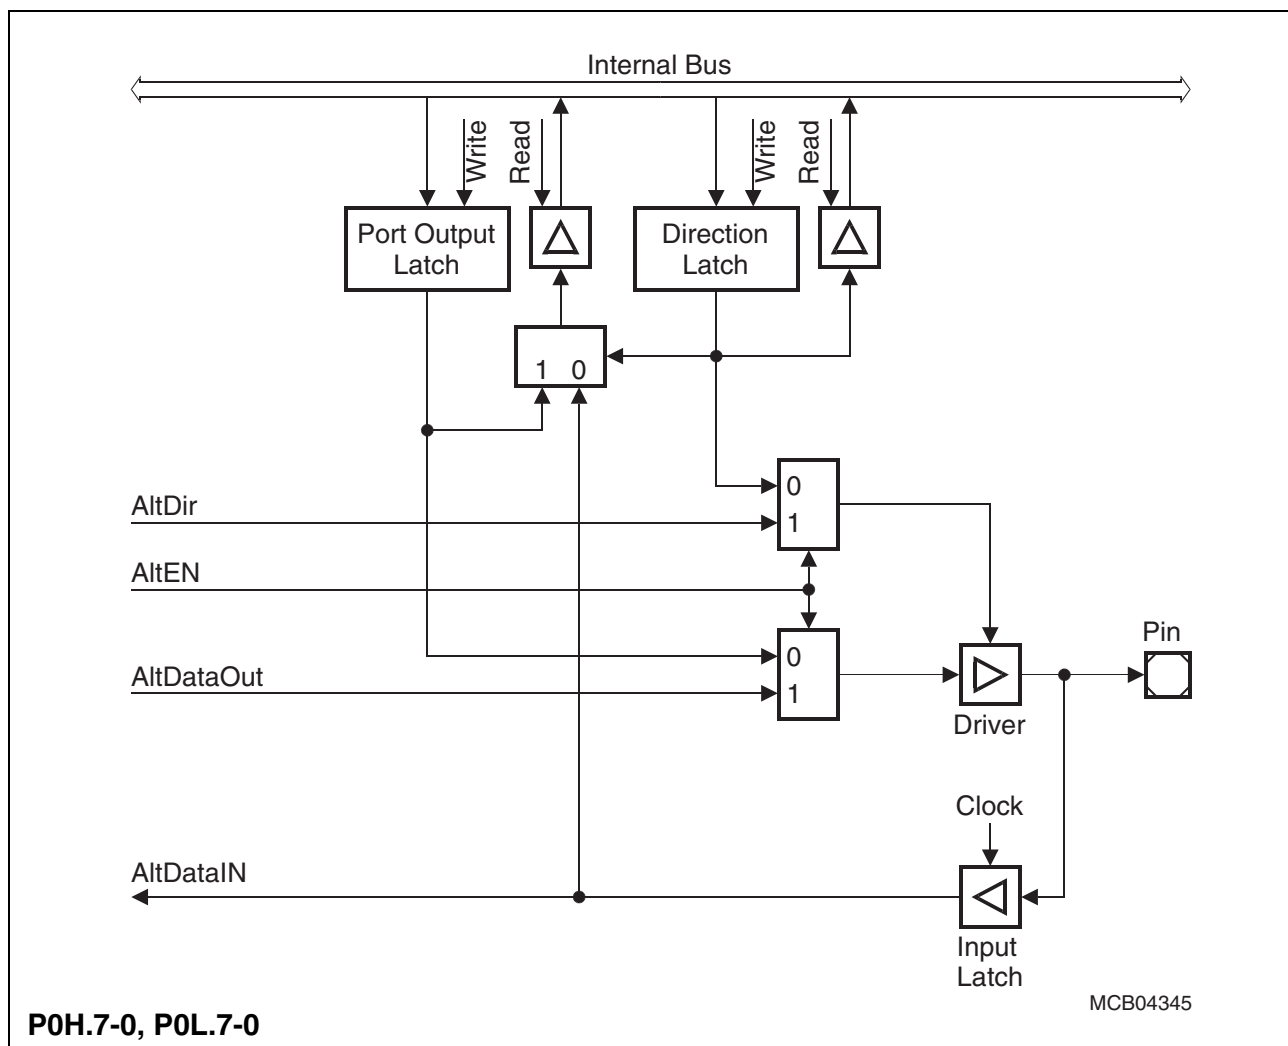 Internal Bus
Write
Read
Write
Read
Port Output
Latch
Direction
Latch
1 0
0
1
AltDir
AltEN
0
1
AltDataOut
Pin
Driver
Clock
AltDataIN
Input
Latch
MCB04345
P0H.7-0, P0L.7-0